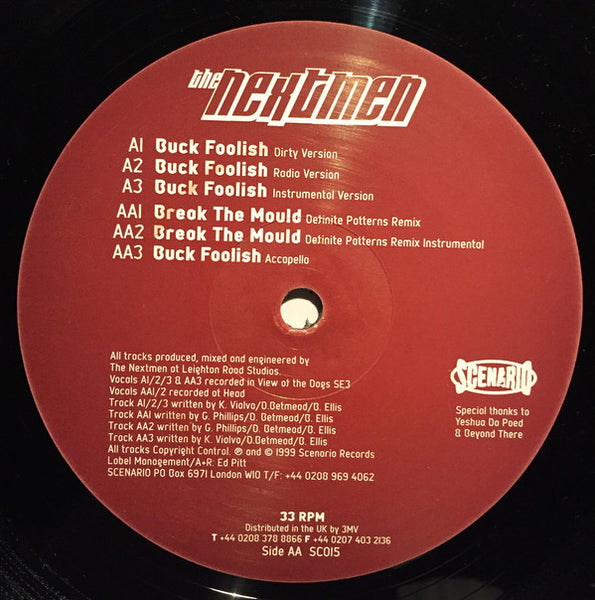 the nextmen
A1 Buck Foolish Dirty Version
A2 Buck Foolish Radio Version
A3 Buck Foolish Instrumental Version
AA1 Break The Mould Definite Patterns Remix
AA2 Break The Mould Definite Patterns Remix Instrumental
AA3 Buck Foolish Accapella
All tracks produced, mixed and engineered by
The Nextmen at Leighton Road Studios.
Vocals A1/2/3 & AA3 recorded in View of the Dogs SE3
Vocals AA1/2 recorded at Head
Track A1/2/3 written by K. Vialva/D.Betmead/B. Ellis
Track AA1 written by G. Phillips/D. Betmead/B. Ellis
Track AA2 written by G. Phillips/D. Betmead/B. Ellis
Track AA3 written by K. Vialva/D.Betmead/B. Ellis
All tracks Copyright Control. ℗ and © 1999 Scenario Records
Label Management/A+R: Ed Pitt
SCENARIO PO Box 6971 London W10 T/F: +44 0208 969 4062
SCENARIO
Special thanks to
Yeshua Da Poed
& Beyond There
33 RPM
Distributed in the UK by 3MV
T +44 0208 378 8866 F +44 0207 403 2136
Side AA SC015